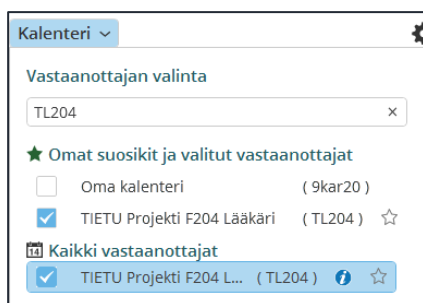 Kalenteri
Vastaanottajan valinta
TL204
Omat suosikit ja valitut vastaanottajat
Oma kalenteri ( 9kar20 )
TIETU Projekti F204 Lääkäri ( TL204 )
14 Kaikki vastaanottajat
TIETU Projekti F204 L... ( TL204 ) i